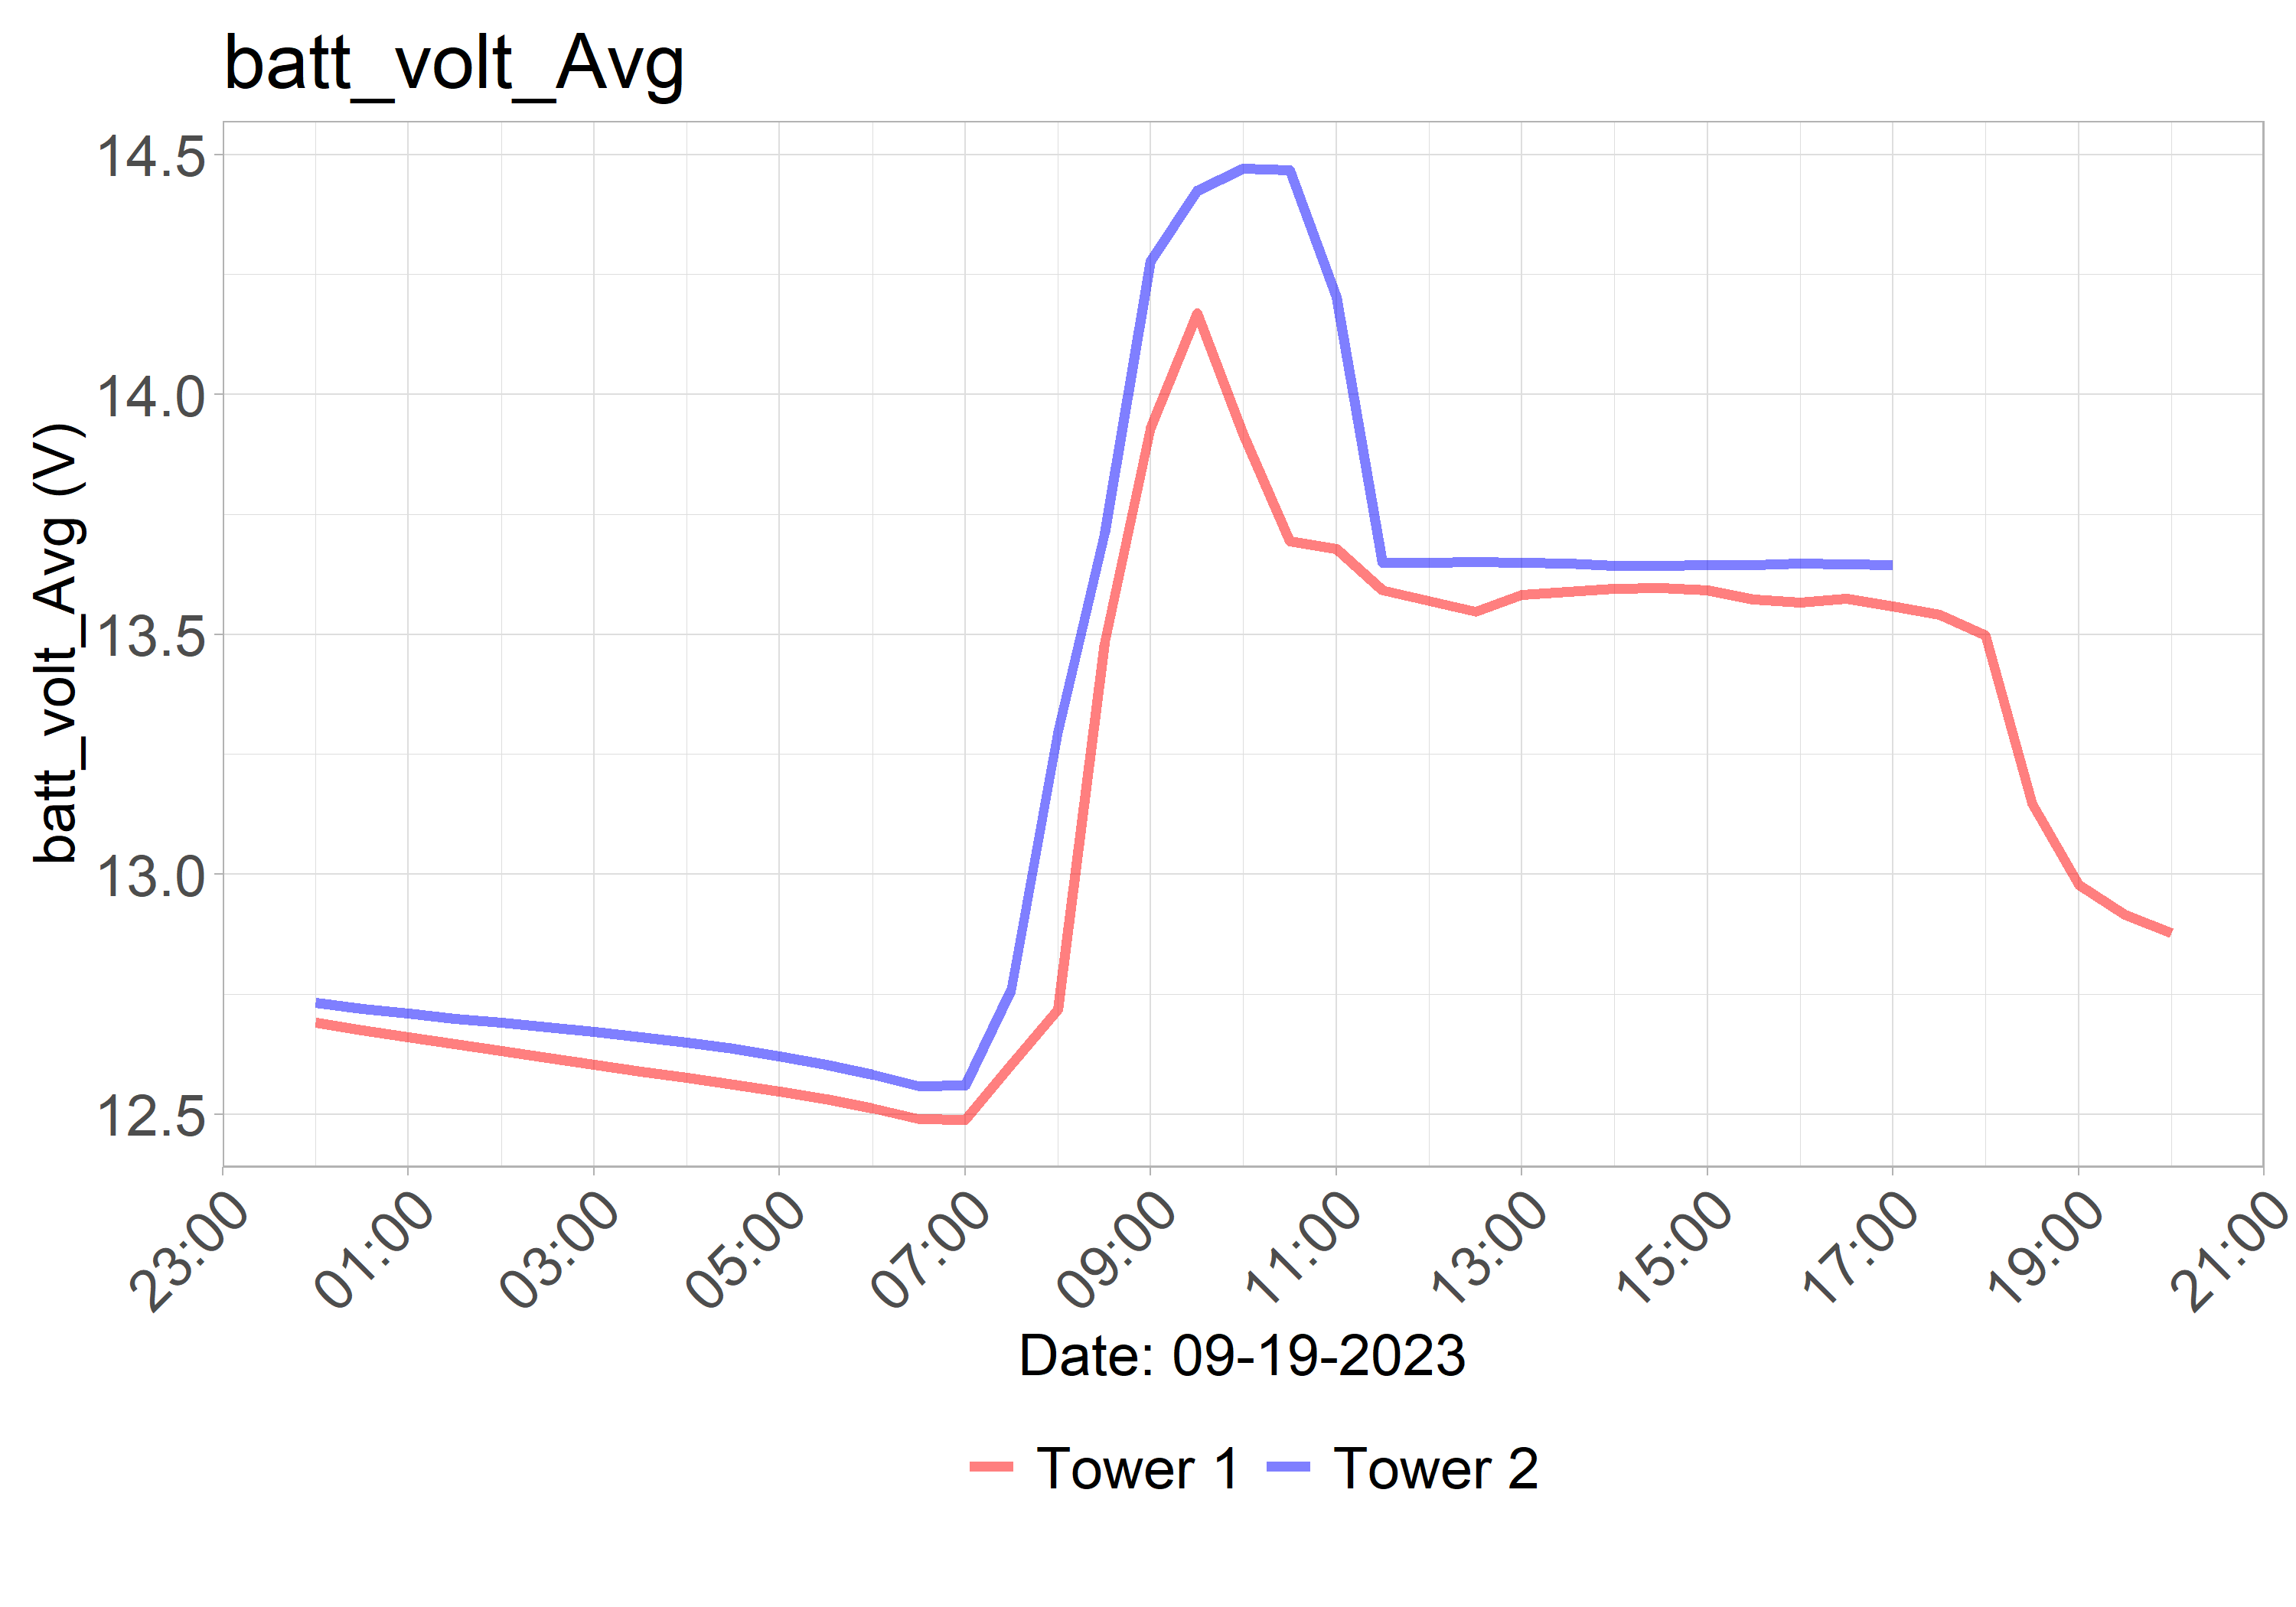 batt_volt_Avg
batt_volt_Avg (V)
14.5
14.0
13.5
13.0
12.5
23:00 01:00 03:00 05:00 07:00 09:00 11:00 13:00 15:00 17:00 19:00 21:00
Date: 09-19-2023
Tower 1 Tower 2